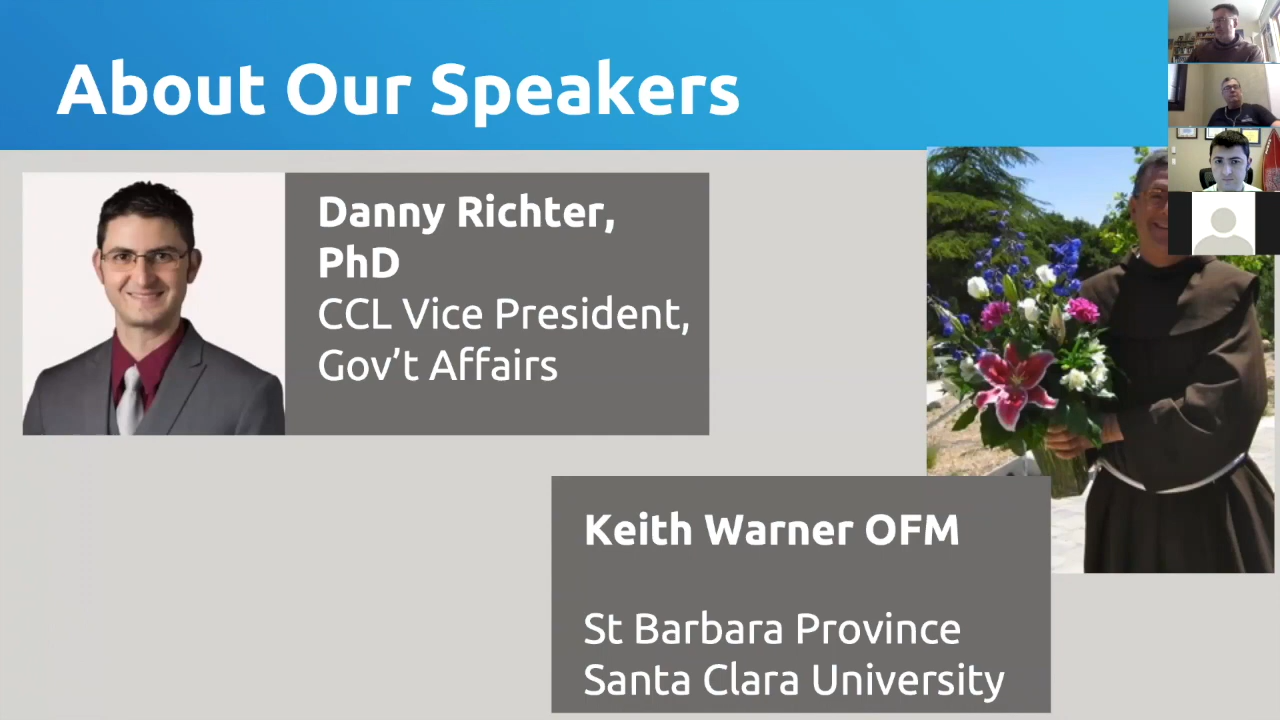 About Our Speakers
Danny Richter,
PhD
CCL Vice President,
Gov’t Affairs
Keith Warner OFM
St Barbara Province
Santa Clara University